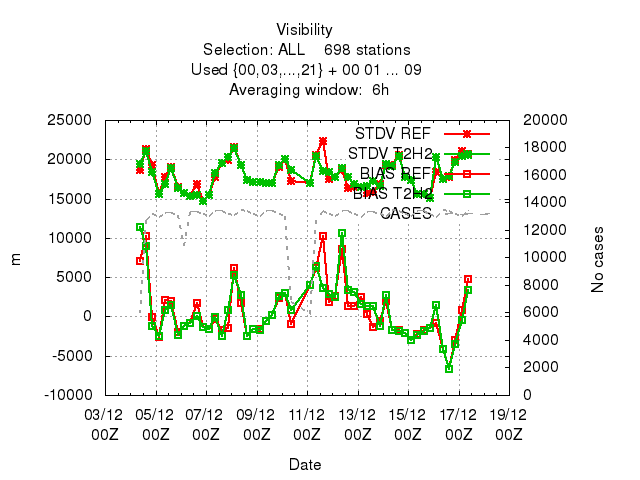 Visibility
Selection: ALL 698 stations
Used {00,03,...,21} + 00 01 ... 09
Averaging window: 6h
25000
20000
15000
10000
5000
0
-5000
-10000
m
20000
18000
16000
14000
12000
10000
8000
6000
4000
2000
0
No cases
STDV REF
STDV T2H2
BIAS REF
BIAS T2H2
CASES
03/12 05/12 07/12 09/12 11/12 13/12 15/12 17/12 19/12
00Z 00Z 00Z 00Z 00Z 00Z 00Z 00Z 00Z
Date